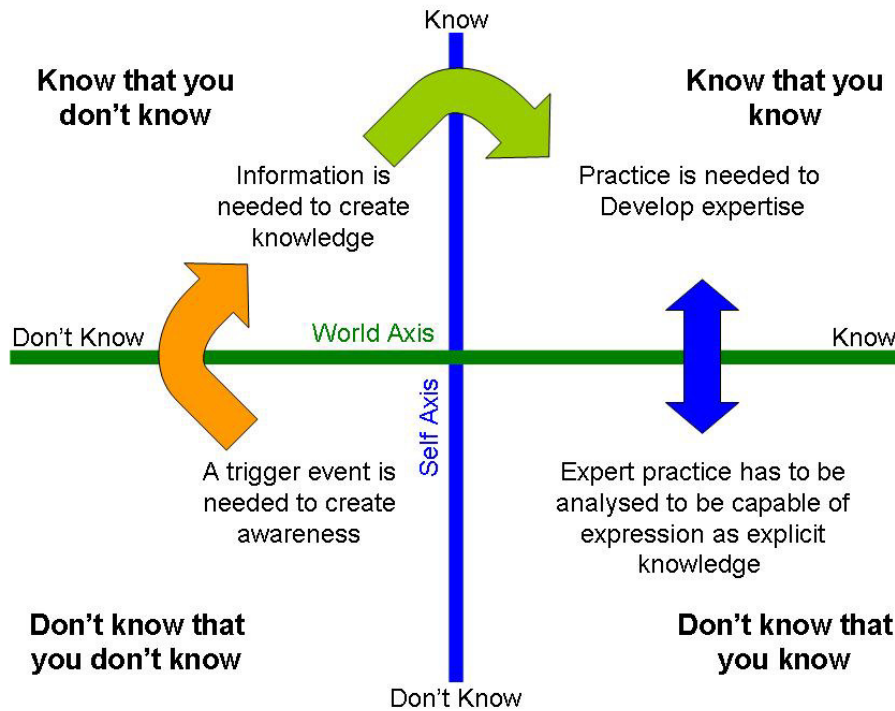 Know
Know that you
don't know
Know that you
know
Information is
needed to create
knowledge
Practice is needed to
Develop expertise
Don't Know
World Axis
Know
Self Axis
A trigger event is
needed to create
awareness
Expert practice has to be
analysed to be capable of
expression as explicit
knowledge
Don't know that
you don't know
Don't know that
you know
Don't Know